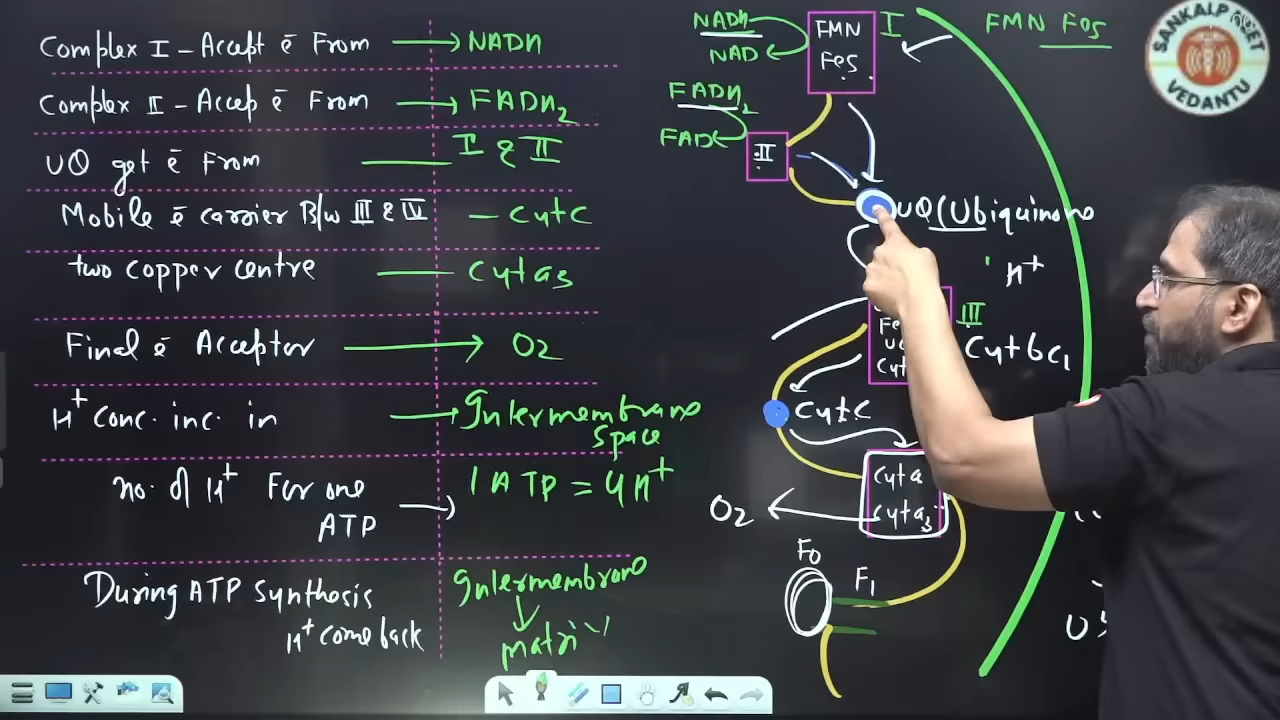 Complex I - Accept ē From → NADH
Complex II - Accep ē From → FADH2
UQ get ē From — I & II
Mobile ē carrier B/w III & IV - Cyt C
two copper centre — Cyta3
Final ē Acceptor → O2
H+ conc. inc. in → Intermembrane Space
no. of H+ For one ATP → 1 ATP = 4H+
During ATP Synthesis H+ come back
Intermembrane
↓
matri
NADH
NAD
FMN
Fes
I
FMN Fes
FADH2
FAD
II
UQ (Ubiquinone
H+
III
Cyt bc1
Cyt C
Cyta
Cyta3
O2
F0
F1
SANKALP NEET
VEDANTU